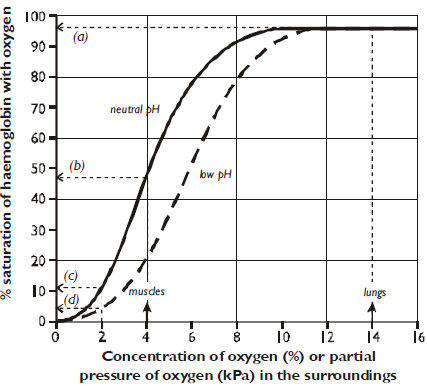 % saturation of haemoglobin with oxygen
100
90
80
70
60
50
40
30
20
10
0
(a)
neutral pH
(b)
low pH
(c)
(d)
muscles
lungs
0 2 4 6 8 10 12 14 16
Concentration of oxygen (%) or partial
pressure of oxygen (kPa) in the surroundings